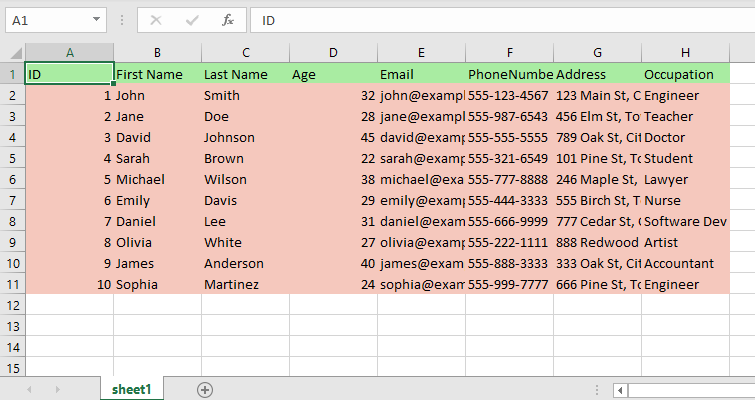 A1 fx ID
A B C D E F G H
1 ID First Name Last Name Age Email PhoneNumbe Address Occupation
2 1 John Smith 32 john@exampl 555-123-4567 123 Main St, C Engineer
3 2 Jane Doe 28 jane@exampl 555-987-6543 456 Elm St, To Teacher
4 3 David Johnson 45 david@examp 555-555-5555 789 Oak St, Cit Doctor
5 4 Sarah Brown 22 sarah@examp 555-321-6549 101 Pine St, To Student
6 5 Michael Wilson 38 michael@exa 555-777-8888 246 Maple St, Lawyer
7 6 Emily Davis 29 emily@examp 555-444-3333 555 Birch St, T Nurse
8 7 Daniel Lee 31 daniel@exam 555-666-9999 777 Cedar St, Software Dev
9 8 Olivia White 27 olivia@examp 555-222-1111 888 Redwood Artist
10 9 James Anderson 40 james@exam 555-888-3333 333 Oak St, Cit Accountant
11 10 Sophia Martinez 24 sophia@exam 555-999-7777 666 Pine St, To Engineer
12
13
14
15
sheet1